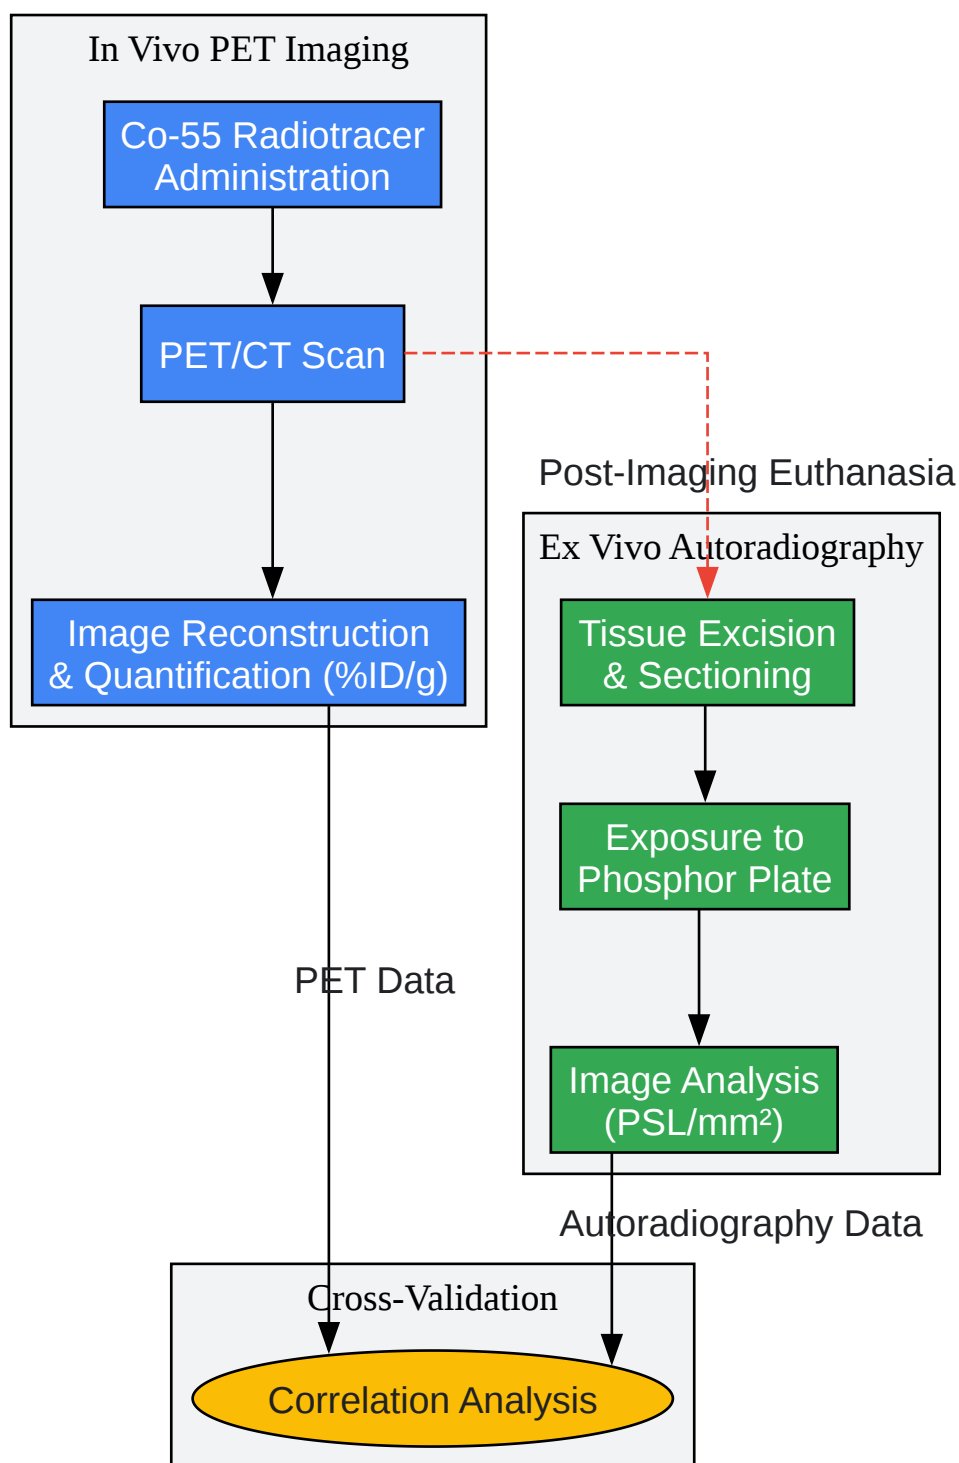 In Vivo PET Imaging
Co-55 Radiotracer
Administration
PET/CT Scan
Image Reconstruction
& Quantification (%ID/g)
Post-Imaging Euthanasia
Ex Vivo Autoradiography
Tissue Excision
& Sectioning
Exposure to
Phosphor Plate
Image Analysis
(PSL/mm²)
PET Data
Autoradiography Data
Cross-Validation
Correlation Analysis